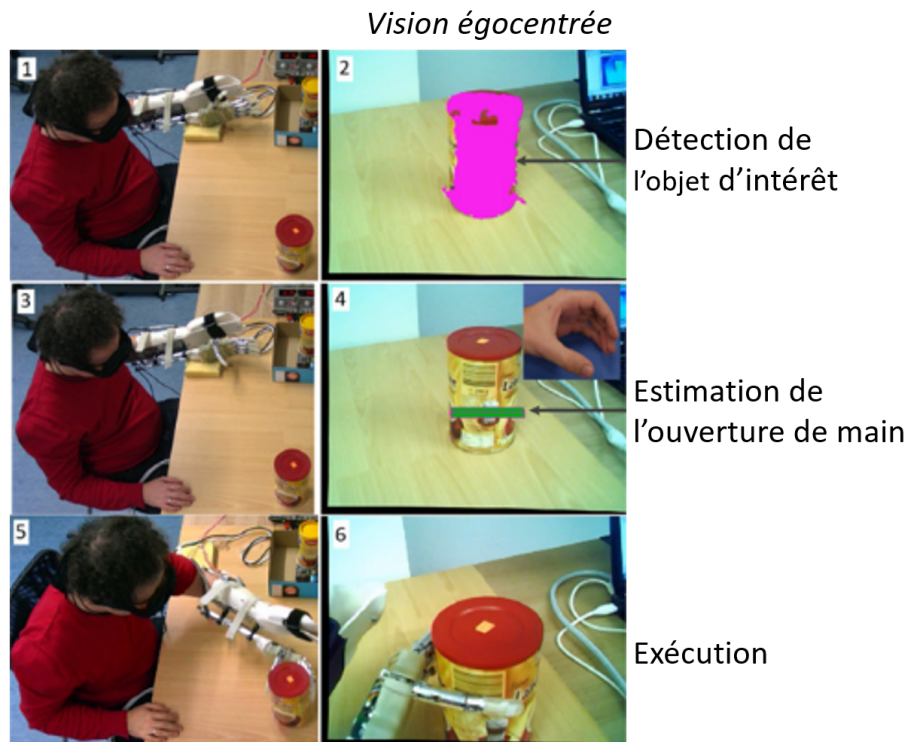 Vision égocentrée
1
2
Détection de
l’objet d’intérêt
3
4
Estimation de
l’ouverture de main
5
6
Exécution